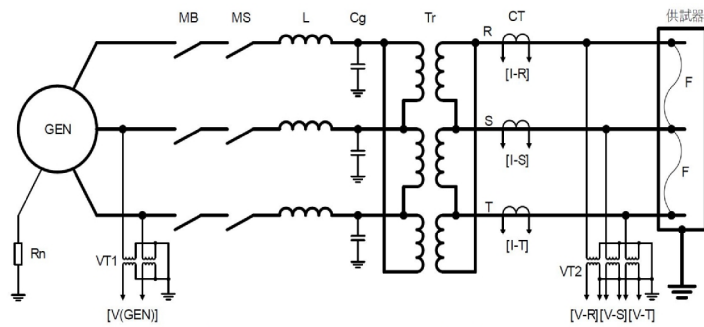 MB MS L Cg Tr CT 供試器
R
[I-R]
F
GEN
S
[I-S]
F
T
[I-T]
Rn
VT1
VT2
[V(GEN)]
[V-R][V-S][V-T]